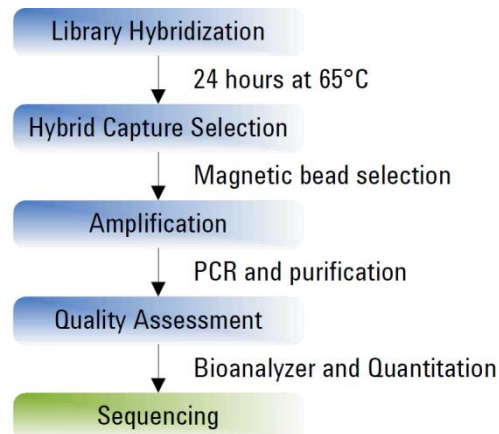 Library Hybridization
24 hours at 65°C
Hybrid Capture Selection
Magnetic bead selection
Amplification
PCR and purification
Quality Assessment
Bioanalyzer and Quantitation
Sequencing